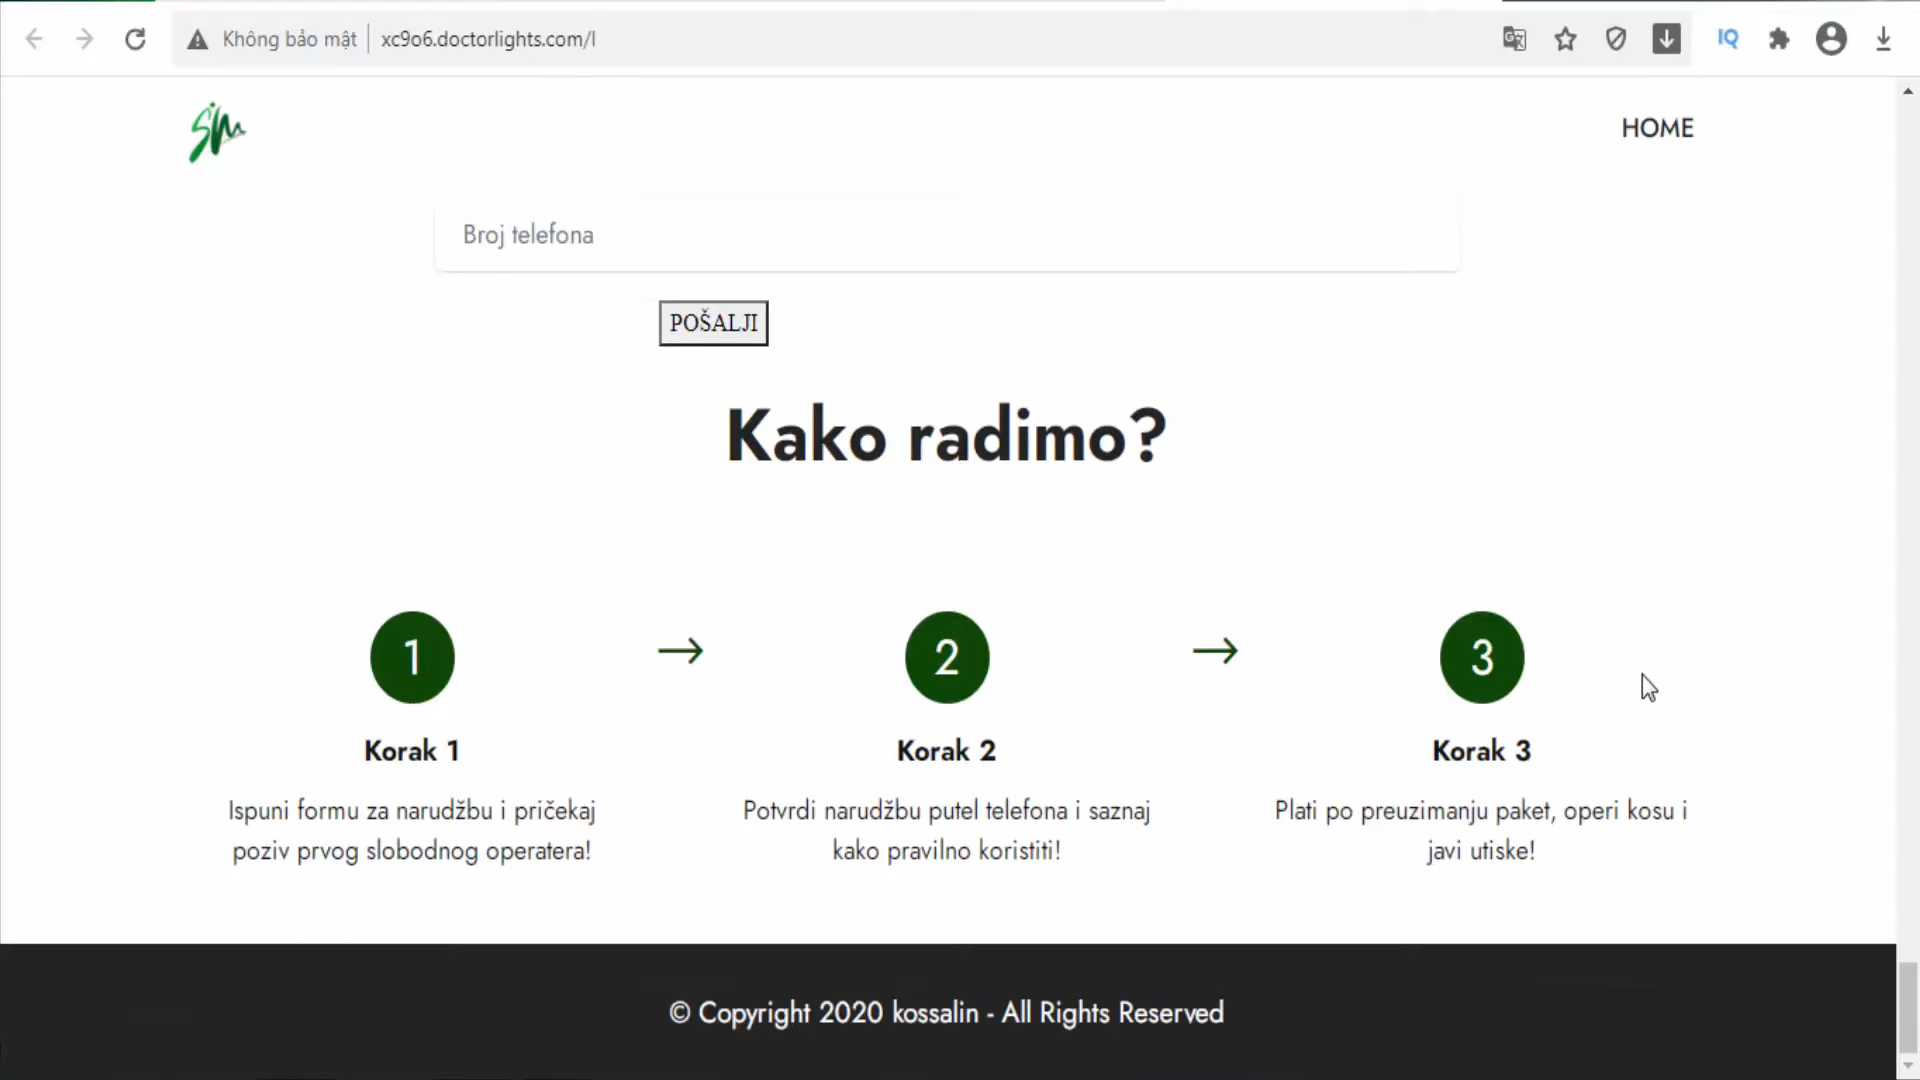 Không bảo mật
xc9o6.doctorlights.com/l
IQ
SiM
HOME
Broj telefona
POŠALJI
Kako radimo?
1 → 2 → 3
Korak 1
Ispuni formu za narudžbu i pričekaj
poziv prvog slobodnog operatera!
Korak 2
Potvrdi narudžbu putel telefona i saznaj
kako pravilno koristiti!
Korak 3
Plati po preuzimanju paket, operi kosu i
javi utiske!
© Copyright 2020 kossalin - All Rights Reserved